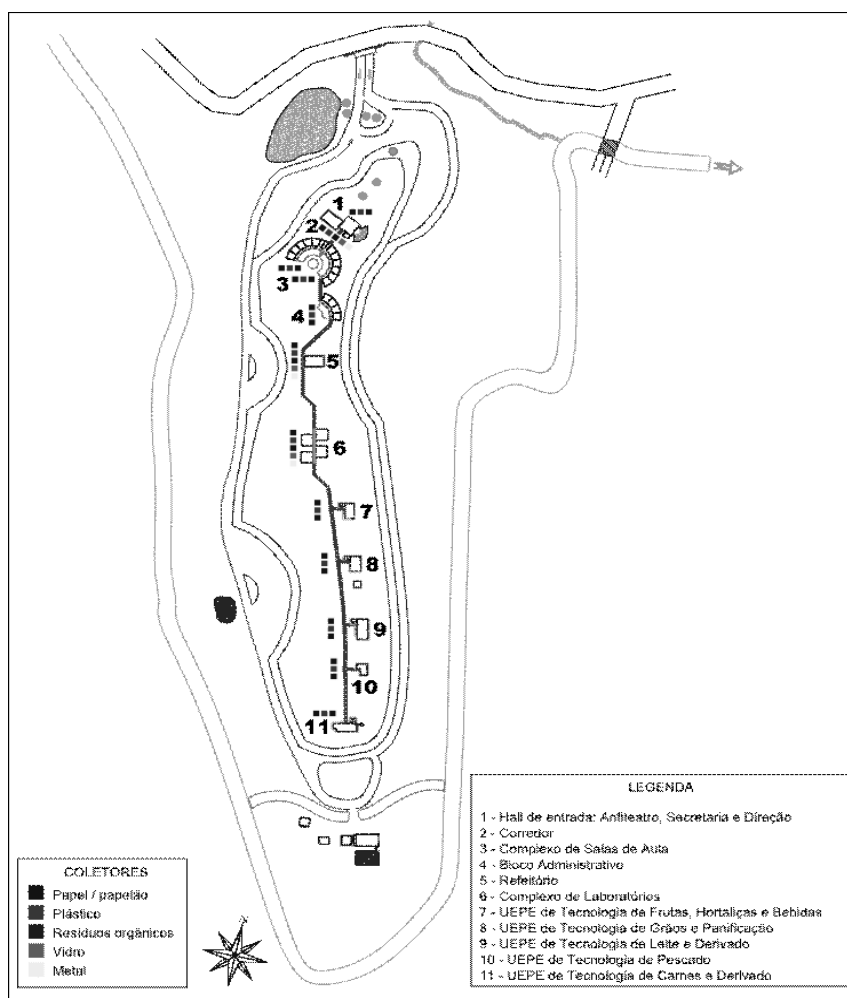 1
2
3
4
5
6
7
8
9
10
11
LEGENDA
1 - Hall de entrada: Anfiteatro, Secretaria e Direção
2 - Corredor
3 - Complexo de Salas de Aula
4 - Bloco Administrativo
5 - Refeitório
6 - Complexo de Laboratórios
7 - UEPE de Tecnologia de Frutas, Hortaliças e Bebidas
8 - UEPE de Tecnologia de Grãos e Panificação
9 - UEPE de Tecnologia de Leite e Derivado
10 - UEPE de Tecnologia de Pescado
11 - UEPE de Tecnologia de Carnes e Derivado
COLETORES
Papel / papelão
Plástico
Resíduos orgânicos
Vidro
Metal